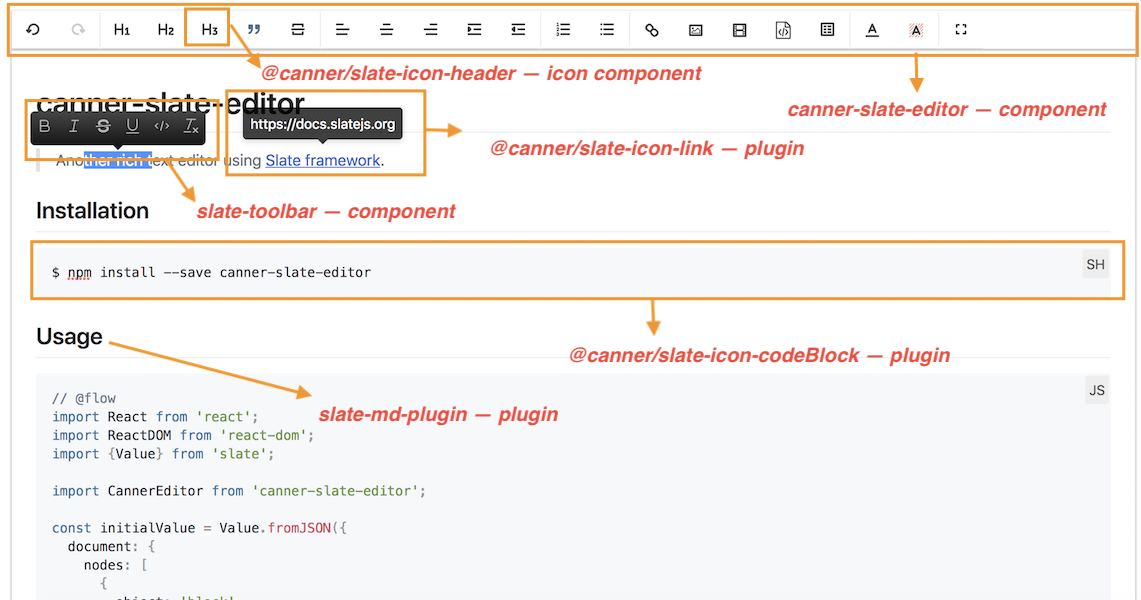 H1 H2 H3 ” A A
@canner/slate-icon-header — icon component
canner-slate-editor — component
canner-slate-editor
B I S U </> Tx
https://docs.slatejs.org
@canner/slate-icon-link — plugin
Another rich text editor using Slate framework.
slate-toolbar — component
Installation
$ npm install --save canner-slate-editor
SH
@canner/slate-icon-codeBlock — plugin
Usage
JS
// @flow
import React from 'react';
slate-md-plugin — plugin
import ReactDOM from 'react-dom';
import {Value} from 'slate';
import CannerEditor from 'canner-slate-editor';
const initialValue = Value.fromJSON({
document: {
nodes: [
{
object: 'block'